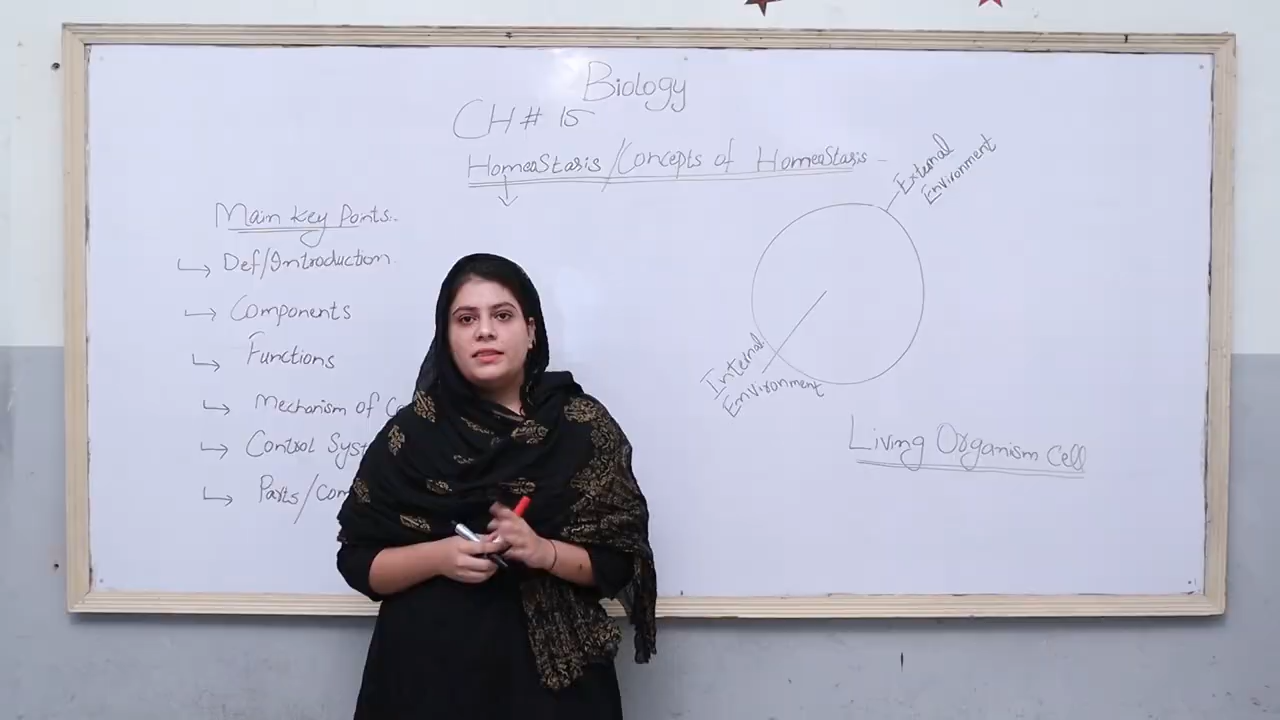 Biology
CH # 15
HomeoStasis/Concepts of HomeoStasis
Main Key Points:-
Def/Introduction
Components
Functions
Mechanism of
Control
Parts/
External
Environment
Internal
Environment
Living Organism Cell